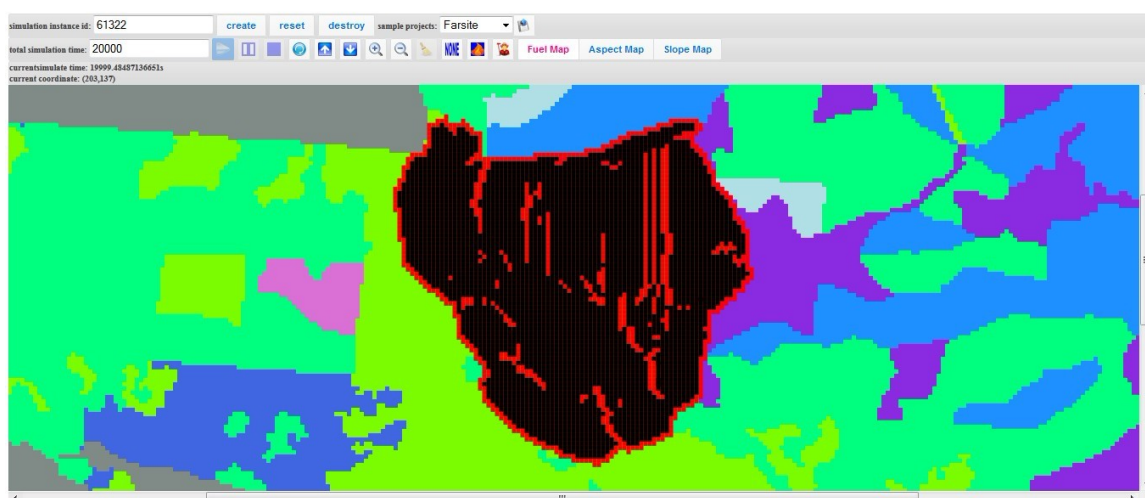 simulation instance id: 61322 create reset destroy sample projects: Farsite
total simulation time: 20000 NONE Fuel Map Aspect Map Slope Map
currentsimulate time: 19999.48487136651s
current coordinate: (203,137)